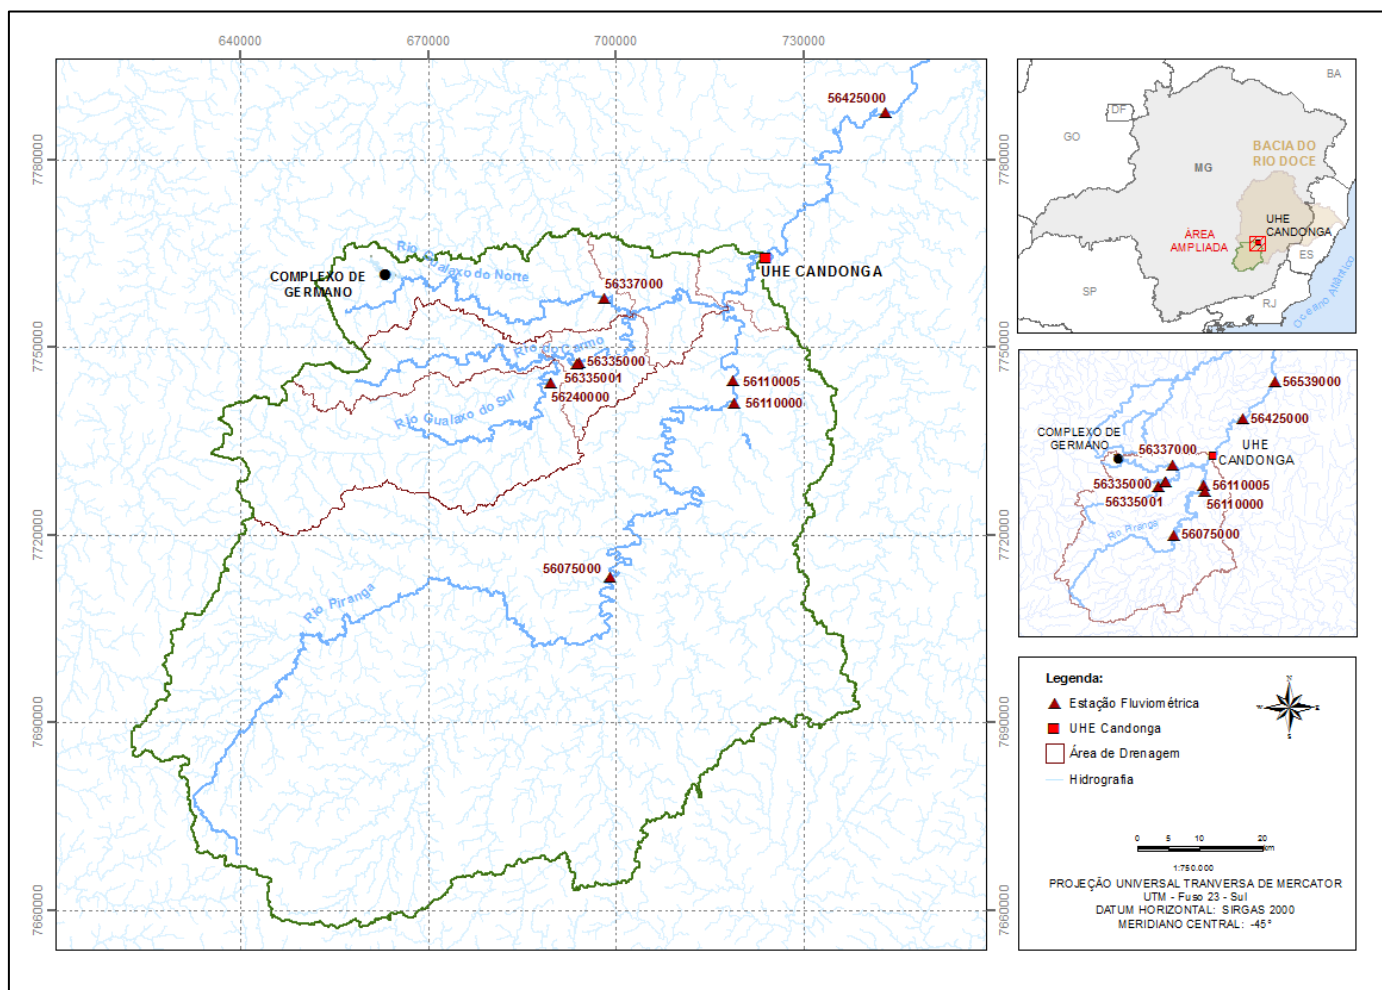 640000
670000
700000
730000
7780000
7750000
7720000
7690000
7660000
7780000
7750000
7720000
7690000
7660000
56425000
Rio Gualaxo do Norte
COMPLEXO DE
GERMANO
UHE CANDONGA
56337000
Rio do Carmo
56335000
56335001
56240000
Rio Gualaxo do Sul
56110005
56110000
56075000
Rio Piranga
BA
DF
GO
MG
BACIA DO
RIO DOCE
UHE
CANDONGA
ÁREA
AMPLIADA
ES
SP
RJ
Oceano Atlântico
56539000
56425000
COMPLEXO DE
GERMANO
56337000
UHE
CANDONGA
56335000
56335001
56110005
56110000
Rio Piranga
56075000
Legenda:
Estação Fluviométrica
UHE Candonga
Área de Drenagem
Hidrografia
N
W
E
S
0 5 10 20
km
1:750.000
PROJEÇÃO UNIVERSAL TRANVERSA DE MERCATOR
UTM - Fuso 23 - Sul
DATUM HORIZONTAL: SIRGAS 2000
MERIDIANO CENTRAL: -45°